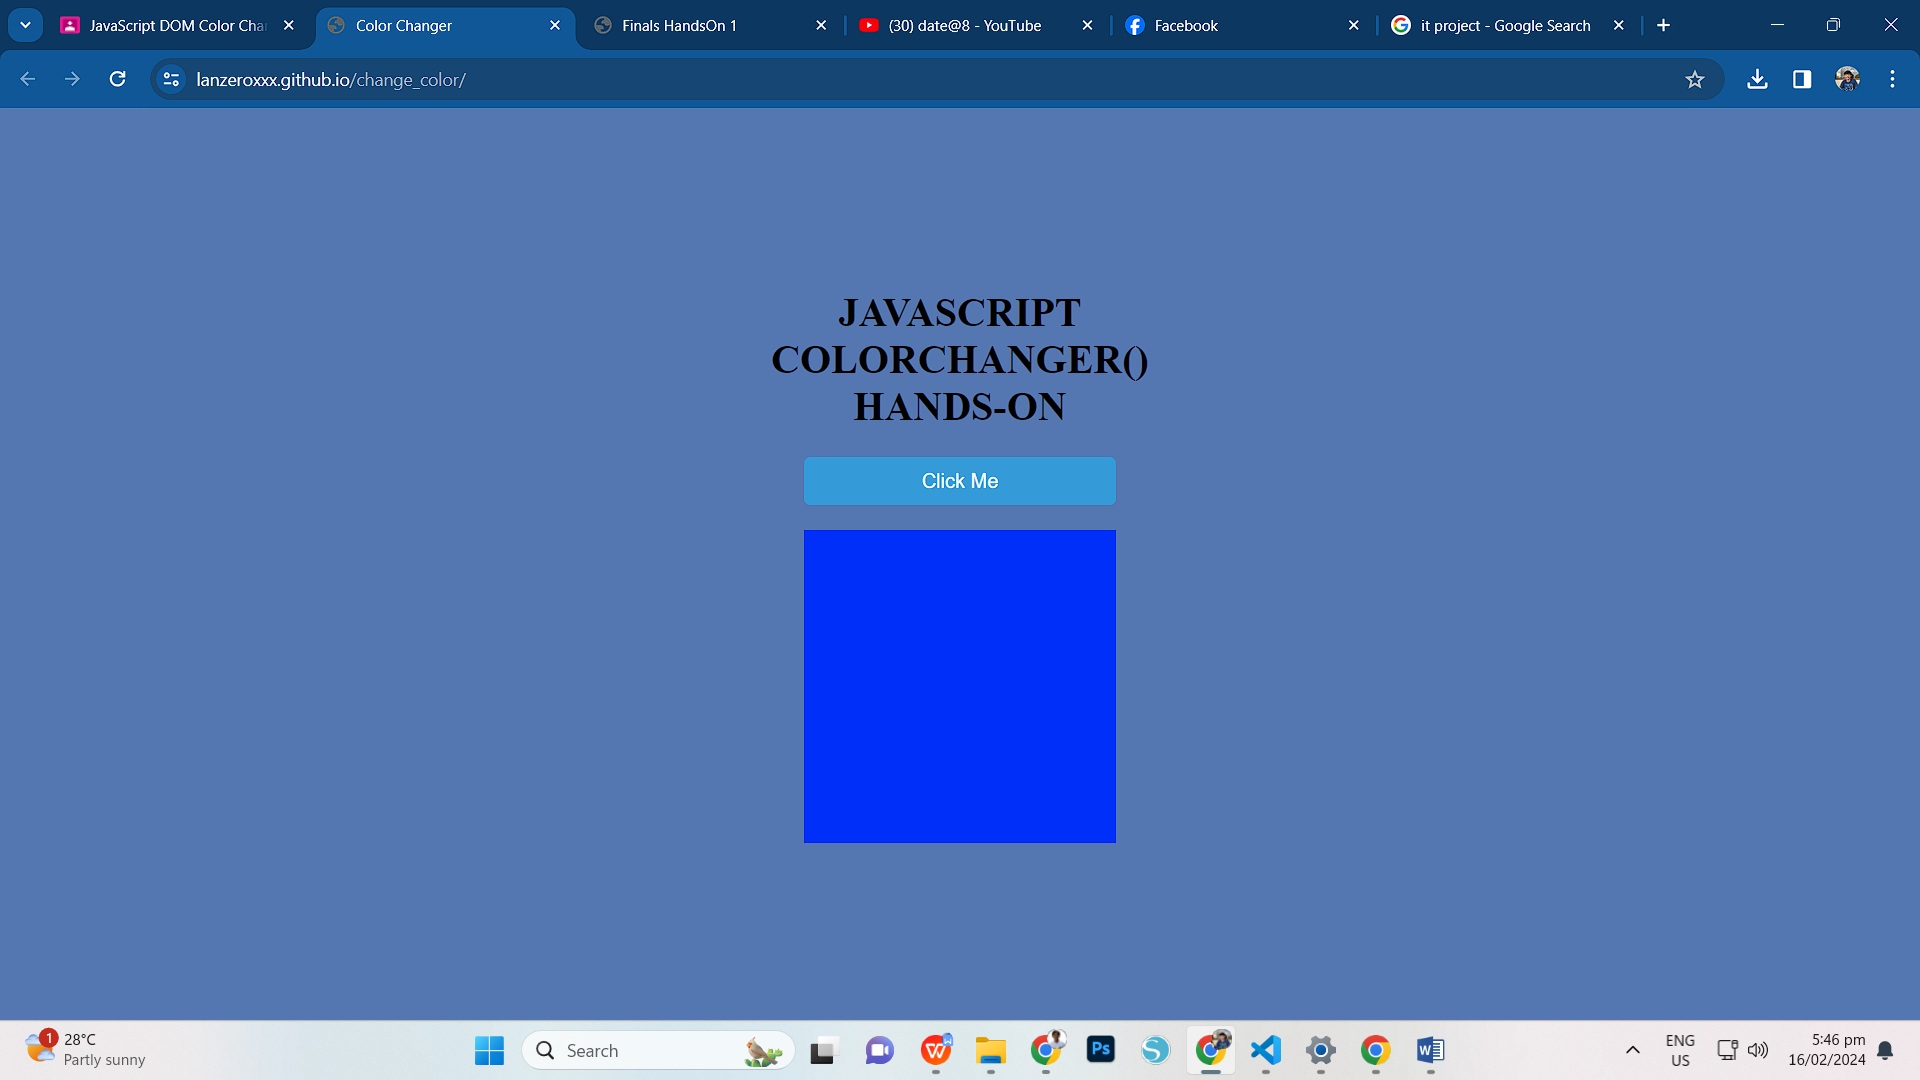 JavaScript DOM Color Cha
Color Changer
Finals HandsOn 1
(30) date@8 - YouTube
Facebook
it project - Google Search
lanzeroxxx.github.io/change_color/
JAVASCRIPT
COLORCHANGER()
HANDS-ON
Click Me
1
28°C
Partly sunny
Search
W
Ps
S
W
ENG
US
5:46 pm
16/02/2024